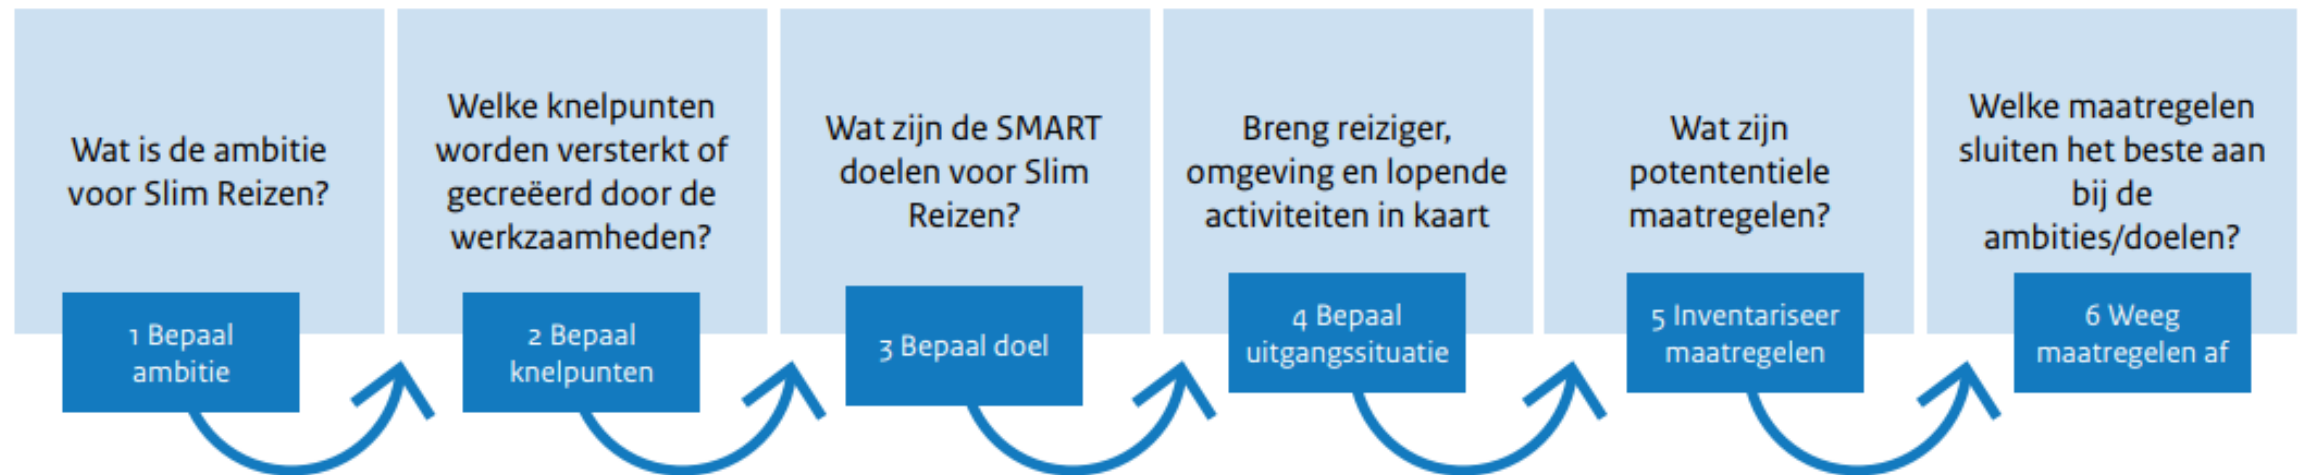 Wat is de ambitie
voor Slim Reizen?
1 Bepaal
ambitie
Welke knelpunten
worden versterkt of
gecreëerd door de
werkzaamheden?
2 Bepaal
knelpunten
Wat zijn de SMART
doelen voor Slim
Reizen?
3 Bepaal doel
Breng reiziger,
omgeving en lopende
activiteiten in kaart
4 Bepaal
uitgangssituatie
Wat zijn
potententiele
maatregelen?
5 Inventariseer
maatregelen
Welke maatregelen
sluiten het beste aan
bij de
ambities/doelen?
6 Weeg
maatregelen af